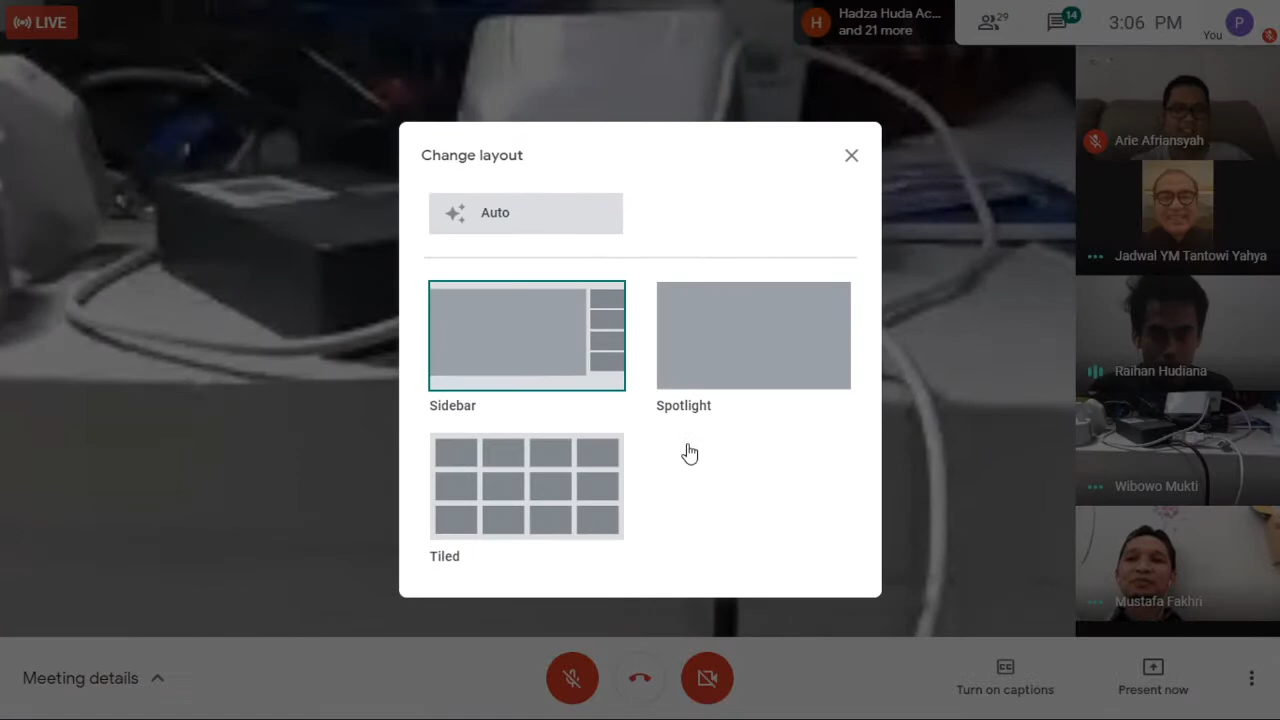 LIVE
H
Hadza Huda Ac...
and 21 more
29
14
3:06 PM
You
P
Change layout
Auto
Sidebar
Spotlight
Tiled
Arie Afriansyah
Jadwal YM Tantowi Yahya
Raihan Hudiana
Wibowo Mukti
Mustafa Fakhri
Meeting details
CC
Turn on captions
Present now